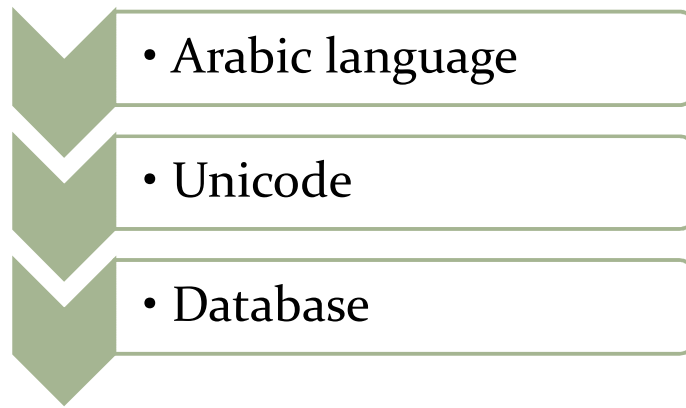 • Arabic language
• Unicode
• Database